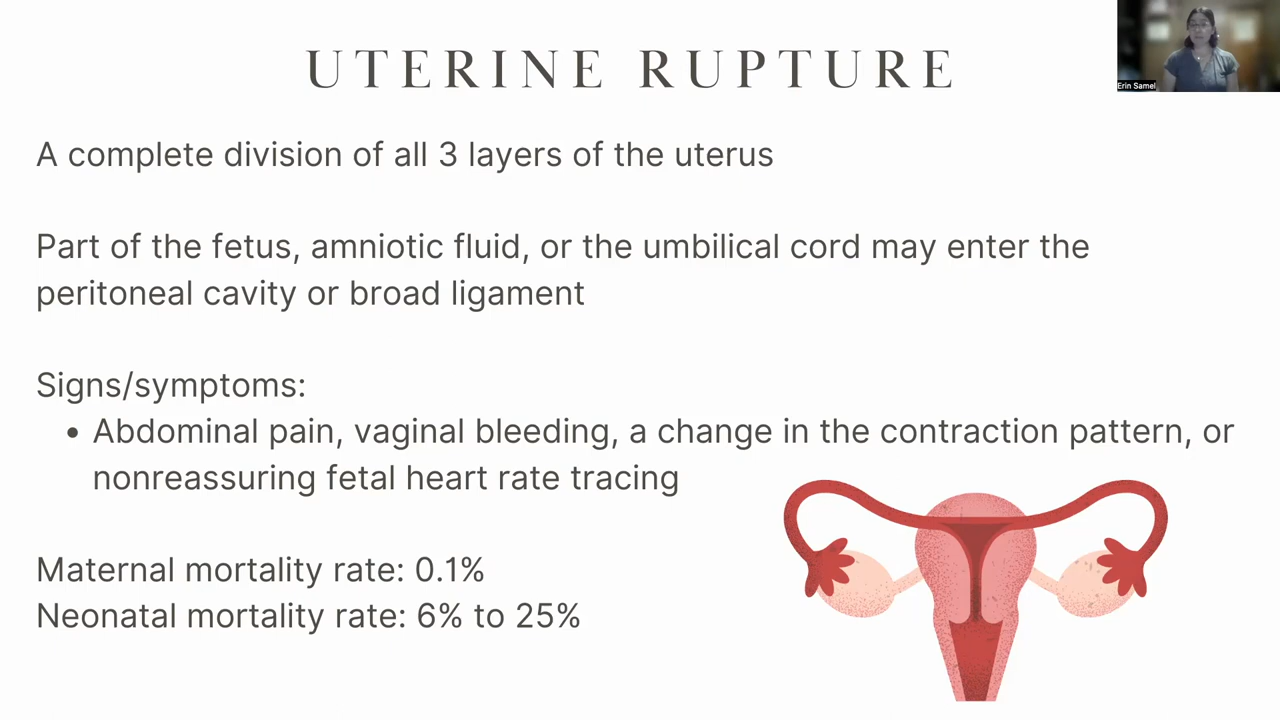 UTERINE RUPTURE
Erin Samel
A complete division of all 3 layers of the uterus
Part of the fetus, amniotic fluid, or the umbilical cord may enter the
peritoneal cavity or broad ligament
Signs/symptoms:
• Abdominal pain, vaginal bleeding, a change in the contraction pattern, or
nonreassuring fetal heart rate tracing
Maternal mortality rate: 0.1%
Neonatal mortality rate: 6% to 25%